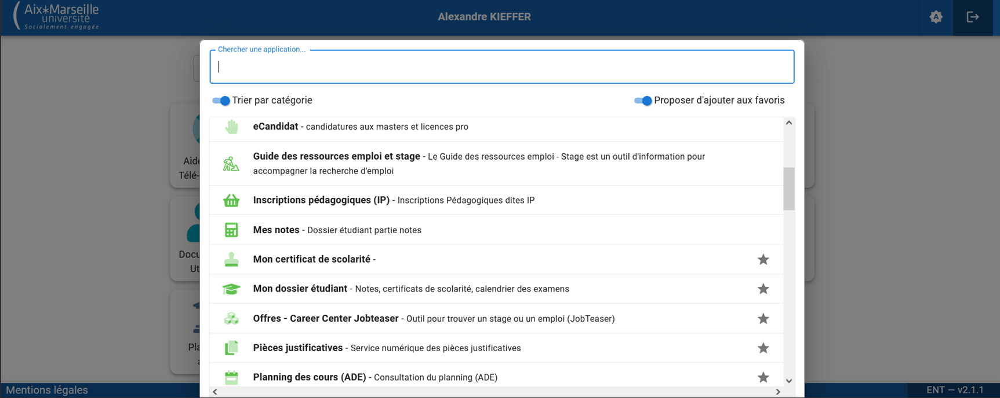 Aix*Marseille
université
Socialement engagée
Alexandre KIEFFER
Chercher une application...
Trier par catégorie
Proposer d'ajouter aux favoris
eCandidat - candidatures aux masters et licences pro
Guide des ressources emploi et stage - Le Guide des ressources emploi - Stage est un outil d'information pour
accompagner la recherche d'emploi
Inscriptions pédagogiques (IP) - Inscriptions Pédagogiques dites IP
Mes notes - Dossier étudiant partie notes
Mon certificat de scolarité -
Mon dossier étudiant - Notes, certificats de scolarité, calendrier des examens
Offres - Career Center Jobteaser - Outil pour trouver un stage ou un emploi (JobTeaser)
Pièces justificatives - Service numérique des pièces justificatives
Planning des cours (ADE) - Consultation du planning (ADE)
Aide
Télé-
Docu
Ut
Pla
Mentions légales
ENT — v2.1.1